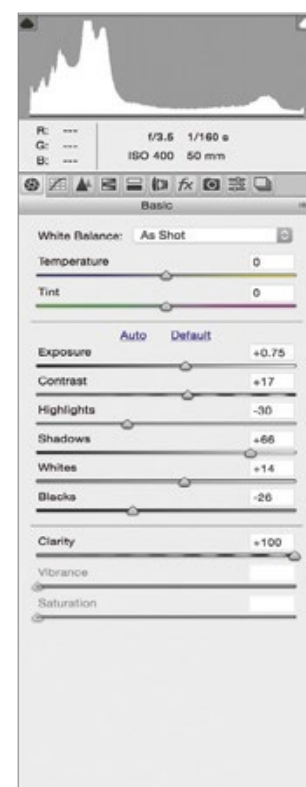 R: ---
G: ---
B: ---
f/3.5 1/160 s
ISO 400 50 mm
fx
Basic
White Balance: As Shot
Temperature 0
Tint 0
Auto Default
Exposure +0.75
Contrast +17
Highlights -30
Shadows +66
Whites +14
Blacks -26
Clarity +100
Vibrance
Saturation